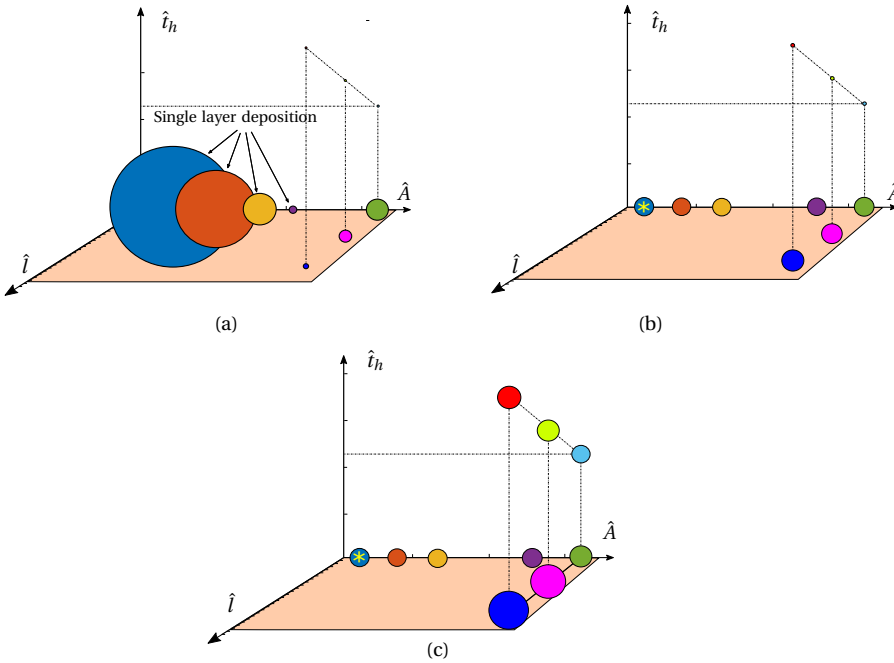 t̂ₕ
Single layer deposition
Â
l̂
(a)
t̂ₕ
Â
l̂
(b)
t̂ₕ
Â
l̂
(c)